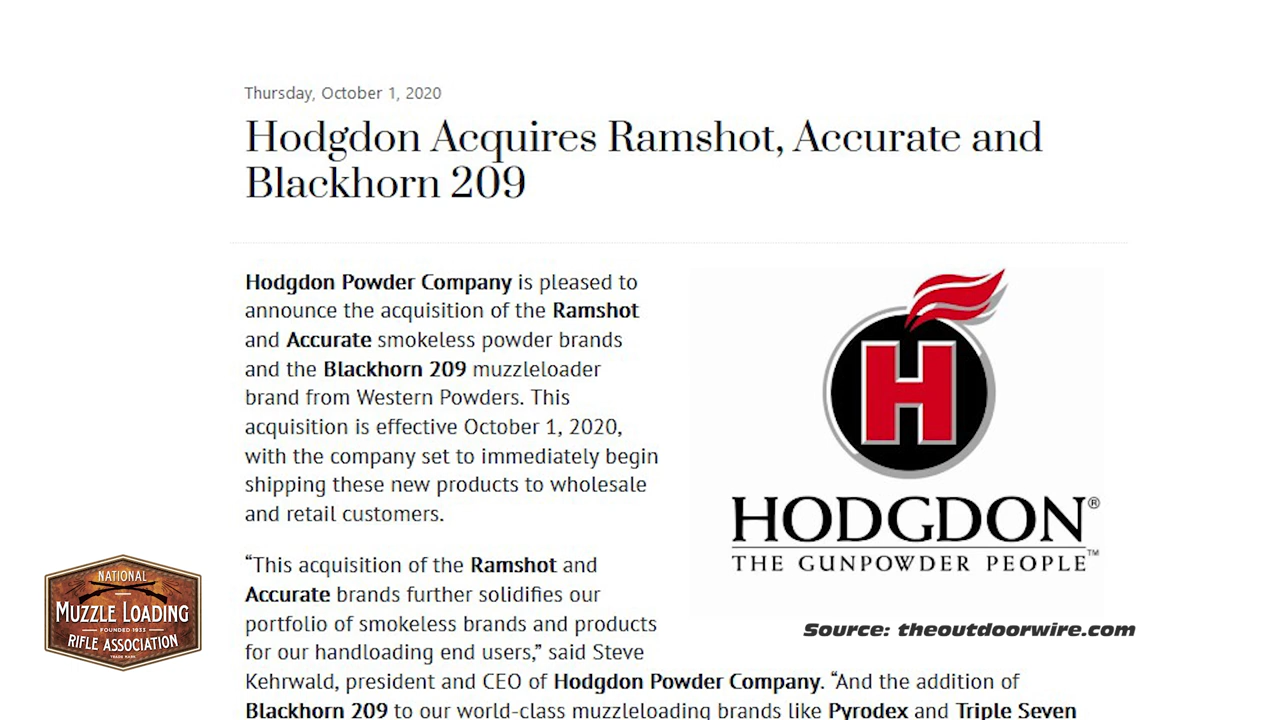 Thursday, October 1, 2020
Hodgdon Acquires Ramshot, Accurate and
Blackhorn 209
Hodgdon Powder Company is pleased to
announce the acquisition of the Ramshot
and Accurate smokeless powder brands
and the Blackhorn 209 muzzleloader
brand from Western Powders. This
acquisition is effective October 1, 2020,
with the company set to immediately begin
shipping these new products to wholesale
and retail customers.
“This acquisition of the Ramshot and
Accurate brands further solidifies our
portfolio of smokeless brands and products
for our handloading end users,” said Steve
Kehrwald, president and CEO of Hodgdon Powder Company. “And the addition of
Blackhorn 209 to our world-class muzzleloading brands like Pyrodex and Triple Seven
H
HODGDON®
THE GUNPOWDER PEOPLE™
Source: theoutdoorwire.com
NATIONAL
MUZZLE LOADING
FOUNDED 1933
RIFLE ASSOCIATION
TRADE MARK